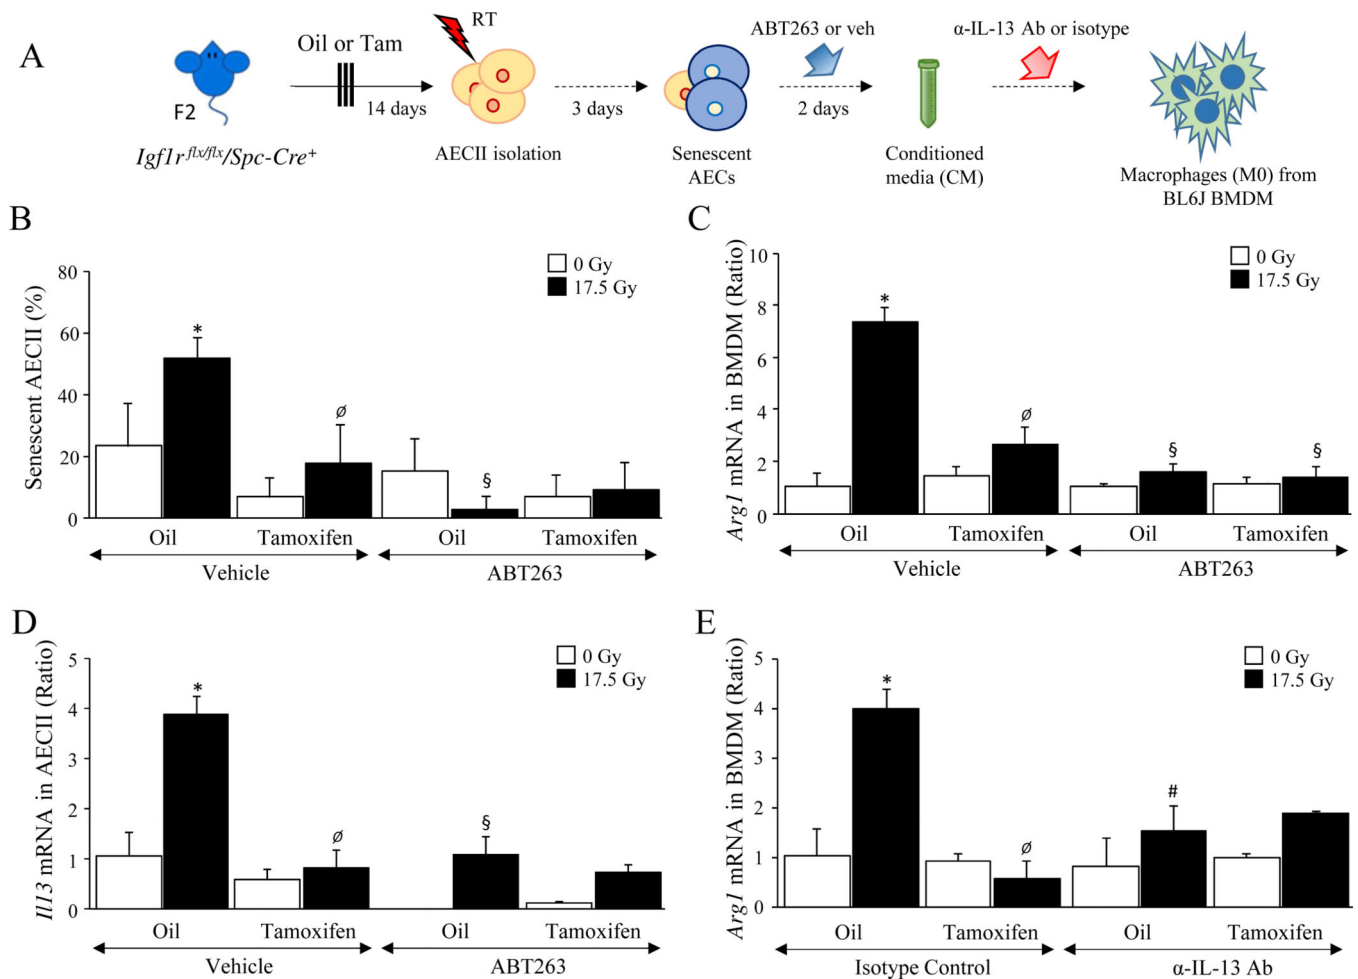 A
F2
Igf1r^flx/flx/Spc-Cre^+
Oil or Tam
14 days
RT
AECII isolation
3 days
Senescent
AECs
ABT263 or veh
2 days
Conditioned
media (CM)
α-IL-13 Ab or isotype
Macrophages (M0) from
BL6J BMDM
B
Senescent AECII (%)
80
60
40
20
0
0 Gy
17.5 Gy
*
ø
§
Oil
Tamoxifen
Oil
Tamoxifen
Vehicle
ABT263
C
Arg1 mRNA in BMDM (Ratio)
10
8
6
4
2
0
0 Gy
17.5 Gy
*
ø
§
§
Oil
Tamoxifen
Oil
Tamoxifen
Vehicle
ABT263
D
Il13 mRNA in AECII (Ratio)
5
4
3
2
1
0
0 Gy
17.5 Gy
*
ø
§
Oil
Tamoxifen
Oil
Tamoxifen
Vehicle
ABT263
E
Arg1 mRNA in BMDM (Ratio)
5
4
3
2
1
0
0 Gy
17.5 Gy
*
ø
#
Oil
Tamoxifen
Oil
Tamoxifen
Isotype Control
α-IL-13 Ab